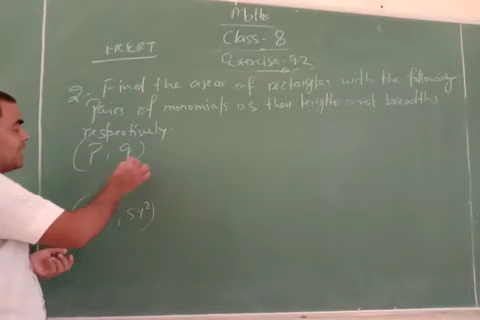 Maths
Class - 8
NCERT
Exercise - 9.2
2. Find the areas of rectangles with the following
pairs of monomials as their lengths and breadths
respectively.
(P, q)
, 5y²)